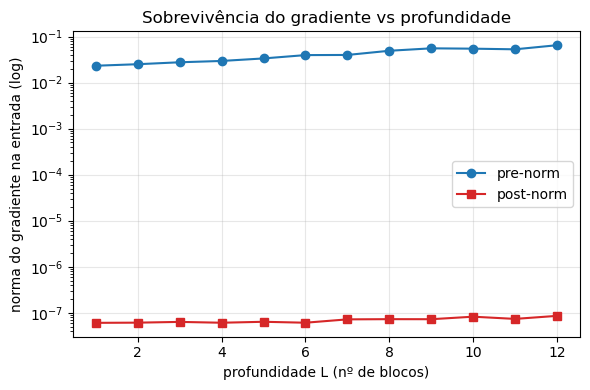 Sobrevivência do gradiente vs profundidade
norma do gradiente na entrada (log)
10⁻¹
10⁻²
10⁻³
10⁻⁴
10⁻⁵
10⁻⁶
10⁻⁷
pre-norm
post-norm
2 4 6 8 10 12
profundidade L (nº de blocos)